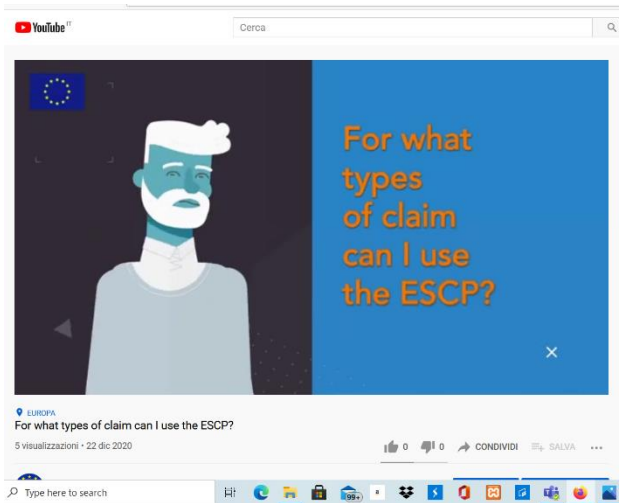 YouTube IT
Cerca
For what
types
of claim
can I use
the ESCP?
EUROPA
For what types of claim can I use the ESCP?
5 visualizzazioni • 22 dic 2020
0 0 CONDIVIDI SALVA ...
Type here to search
99+